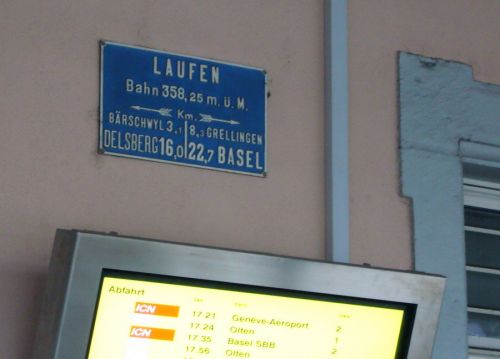 LAUFEN
Bahn 358,25 m. ü. M.
Km.
BÄRSCHWYL 3,1 8,3 GRELLINGEN
DELSBERG 16,0 22,7 BASEL
Abfahrt
ICN 17 21 Genève-Aéroport 2
17 24 Olten 1
ICN 17 35 Basel SBB 2
17 56 Olten 2